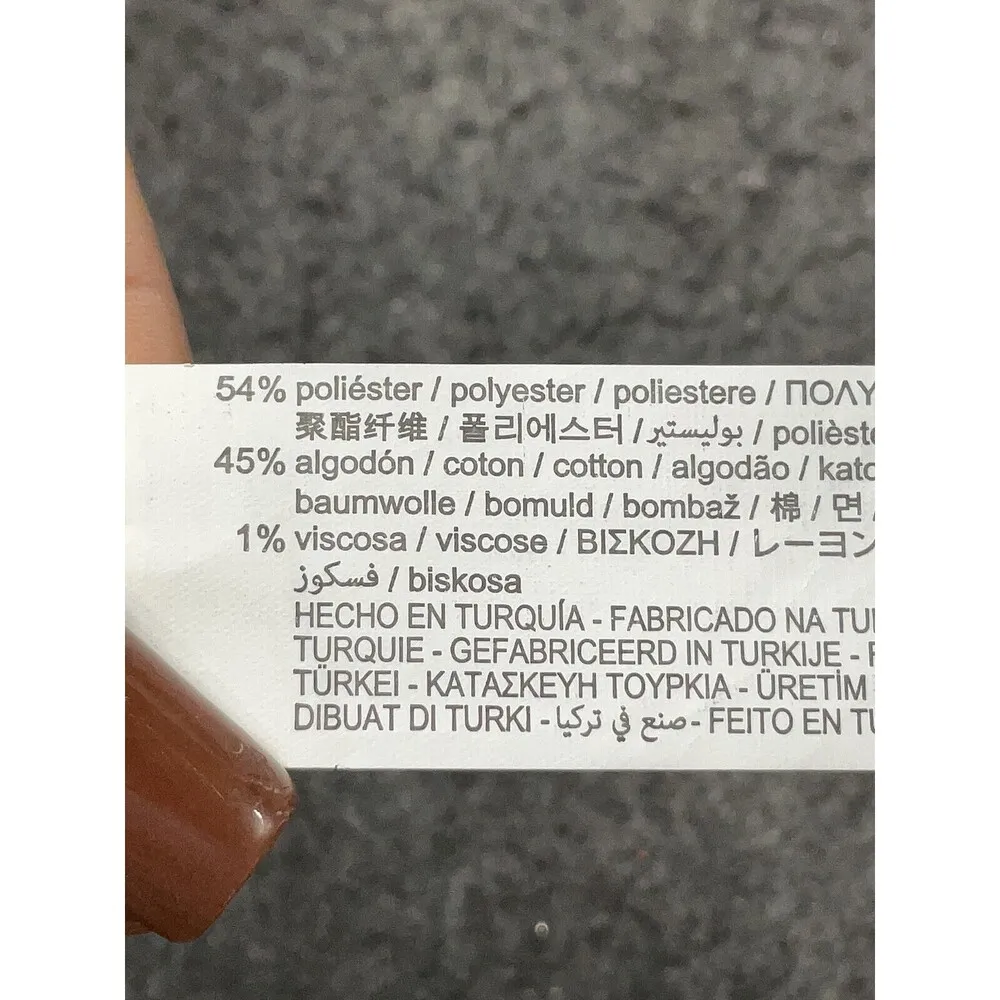 54% poliéster / polyester / poliestere / ΠΟΛΥ
聚酯纤维 / 폴리에스터 / بوليستير / polièste
45% algodón / coton / cotton / algodão / kato
baumwolle / bomuld / bombaž / 棉 / 면 /
1% viscosa / viscose / ΒΙΣΚΟΖΗ / レーヨン
فسكوز / biskosa
HECHO EN TURQUÍA - FABRICADO NA TU
TURQUIE - GEFABRICEERD IN TURKIJE -
TÜRKEI - ΚΑΤΑΣΚΕΥΗ ΤΟΥΡΚΙΑ - ÜRETİM
DIBUAT DI TURKI - صنع في تركيا - FEITO EN TU